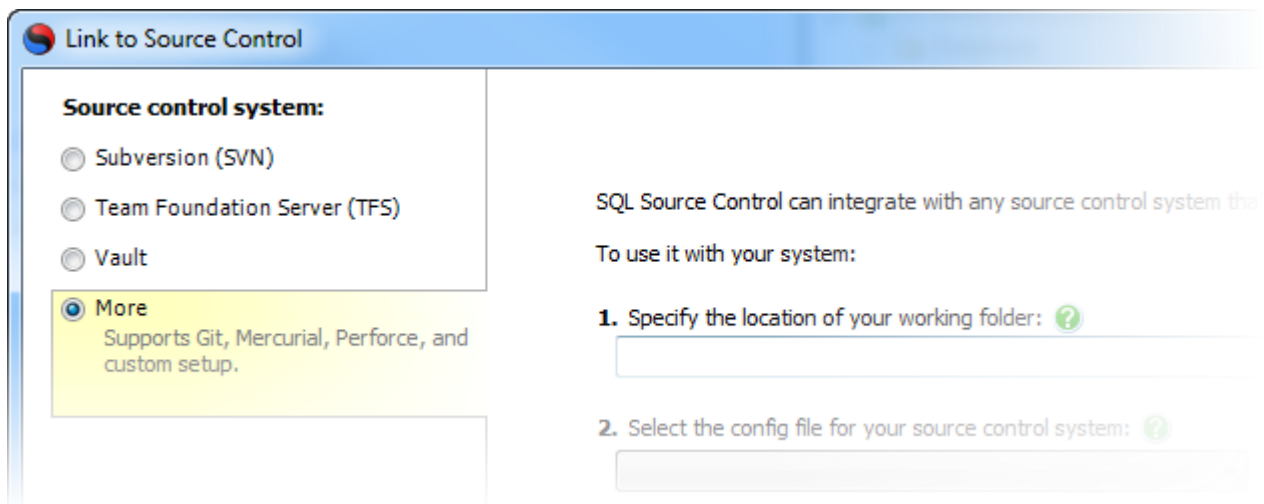 Link to Source Control
Source control system:
Subversion (SVN)
Team Foundation Server (TFS)
Vault
More
Supports Git, Mercurial, Perforce, and
custom setup.
SQL Source Control can integrate with any source control system that
To use it with your system:
1. Specify the location of your working folder: ?
2. Select the config file for your source control system: ?